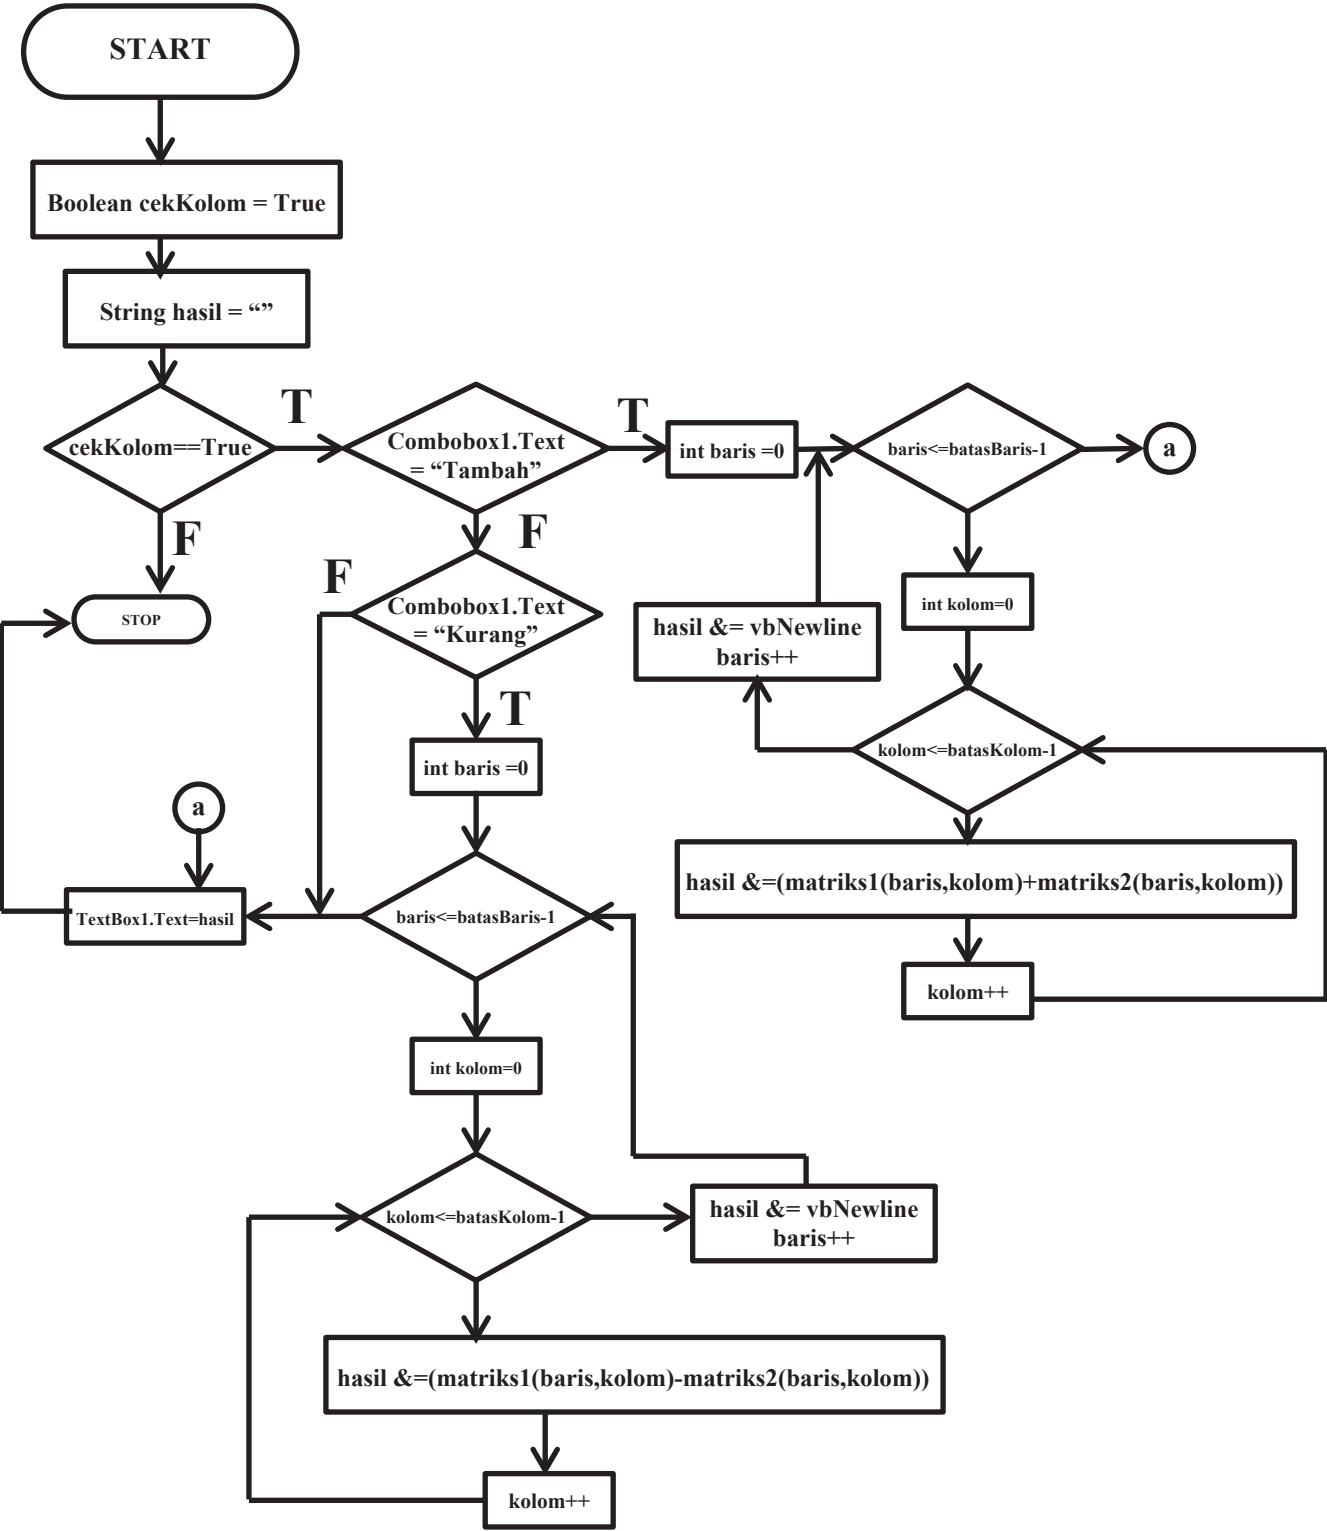 START
Boolean cekKolom = True
String hasil = “”
cekKolom==True
T
F
STOP
Combobox1.Text
= “Tambah”
T
F
int baris =0
baris<=batasBaris-1
a
int kolom=0
kolom<=batasKolom-1
hasil &= vbNewline
baris++
hasil &=(matriks1(baris,kolom)+matriks2(baris,kolom))
kolom++
Combobox1.Text
= “Kurang”
F
T
int baris =0
baris<=batasBaris-1
a
TextBox1.Text=hasil
int kolom=0
kolom<=batasKolom-1
hasil &= vbNewline
baris++
hasil &=(matriks1(baris,kolom)-matriks2(baris,kolom))
kolom++